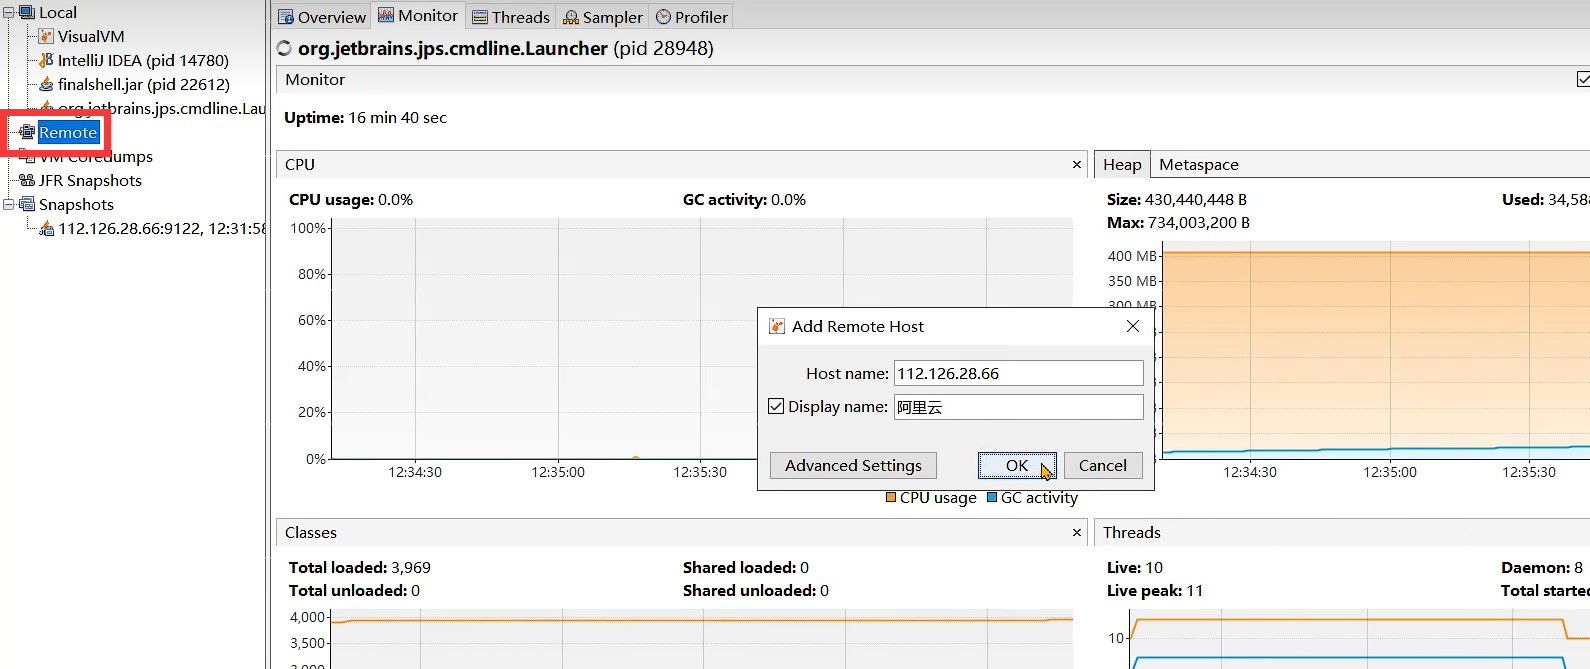 Local
VisualVM
IntelliJ IDEA (pid 14780)
finalshell.jar (pid 22612)
org.jetbrains.jps.cmdline.Lau
Remote
VM Coredumps
JFR Snapshots
Snapshots
112.126.28.66:9122, 12:31:58
Overview Monitor Threads Sampler Profiler
org.jetbrains.jps.cmdline.Launcher (pid 28948)
Monitor
Uptime: 16 min 40 sec
CPU ×
CPU usage: 0.0% GC activity: 0.0%
100%
80%
60%
40%
20%
0%
12:34:30 12:35:00 12:35:30
CPU usage GC activity
Heap Metaspace
Size: 430,440,448 B Used: 34,588
Max: 734,003,200 B
400 MB
350 MB
300 MB
12:34:30 12:35:00 12:35:30
Add Remote Host
Host name: 112.126.28.66
Display name: 阿里云
Advanced Settings OK Cancel
Classes ×
Total loaded: 3,969 Shared loaded: 0
Total unloaded: 0 Shared unloaded: 0
4,000
3,500
3,000
Threads
Live: 10 Daemon: 8
Live peak: 11 Total started
10